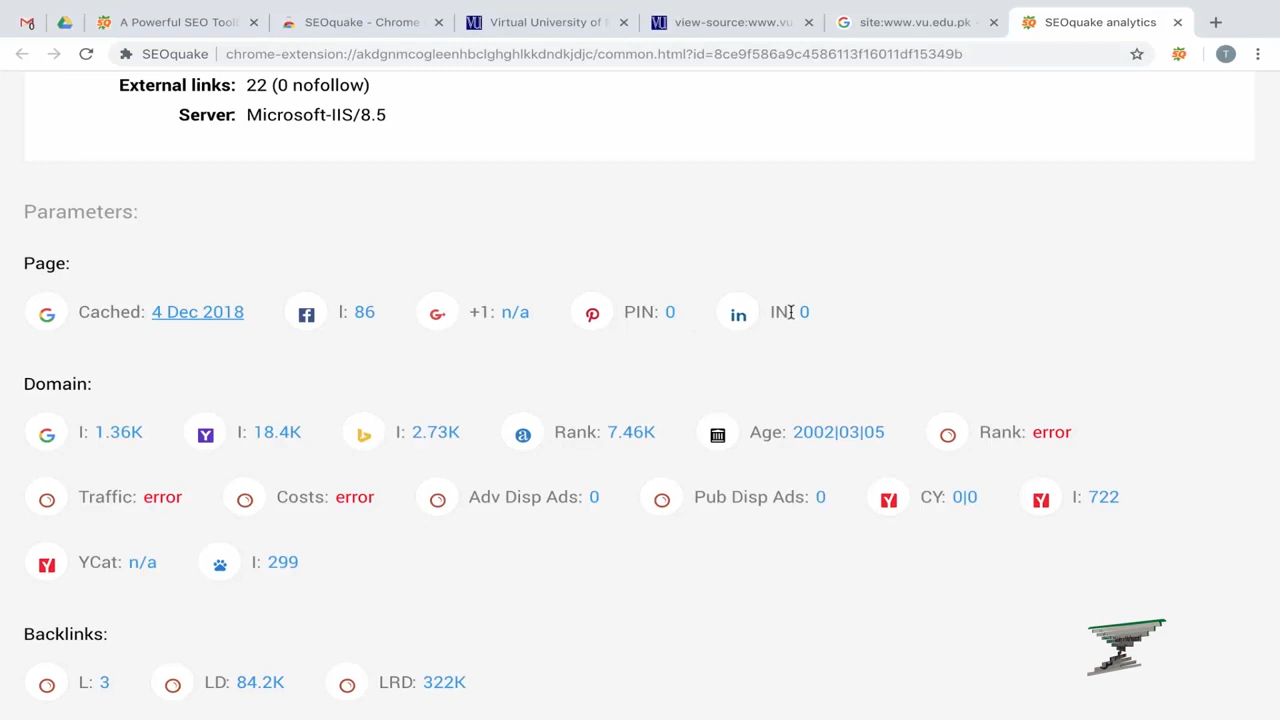 A Powerful SEO Tool
SEOquake - Chrome
Virtual University of
view-source:www.vu
site:www.vu.edu.pk -
SEOquake analytics
SEOquake
chrome-extension://akdgnmcogleenhbclghghlkkdndkjdjc/common.html?id=8ce9f586a9c4586113f16011df15349b
T
External links: 22 (0 nofollow)
Server: Microsoft-IIS/8.5
Parameters:
Page:
Cached: 4 Dec 2018 l: 86 +1: n/a PIN: 0 IN: 0
Domain:
I: 1.36K I: 18.4K I: 2.73K Rank: 7.46K Age: 2002|03|05 Rank: error
Traffic: error Costs: error Adv Disp Ads: 0 Pub Disp Ads: 0 CY: 0|0 I: 722
YCat: n/a I: 299
Backlinks:
L: 3 LD: 84.2K LRD: 322K